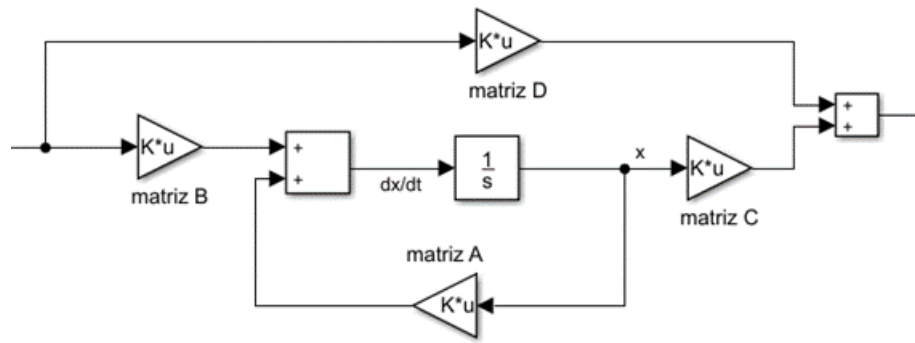 K*u
matriz D
+
+
K*u
matriz B
+
+
dx/dt
1
s
x
K*u
matriz C
matriz A
K*u